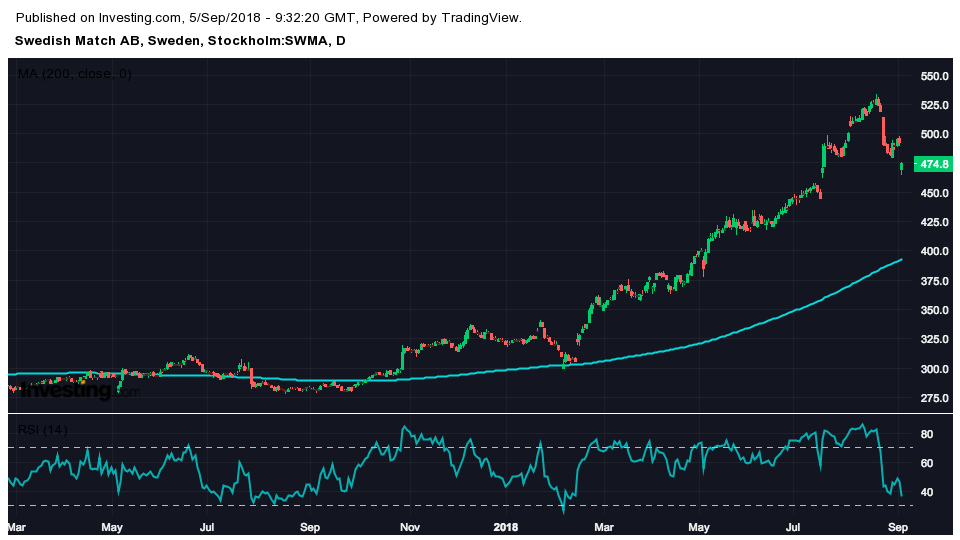 Published on Investing.com, 5/Sep/2018 - 9:32:20 GMT, Powered by TradingView.
Swedish Match AB, Sweden, Stockholm:SWMA, D
MA (200, close, 0)
550.0
525.0
500.0
474.8
450.0
425.0
400.0
375.0
350.0
325.0
300.0
275.0
Investing.com
RSI (14)
80
60
40
Mar May Jul Sep Nov 2018 Mar May Jul Sep